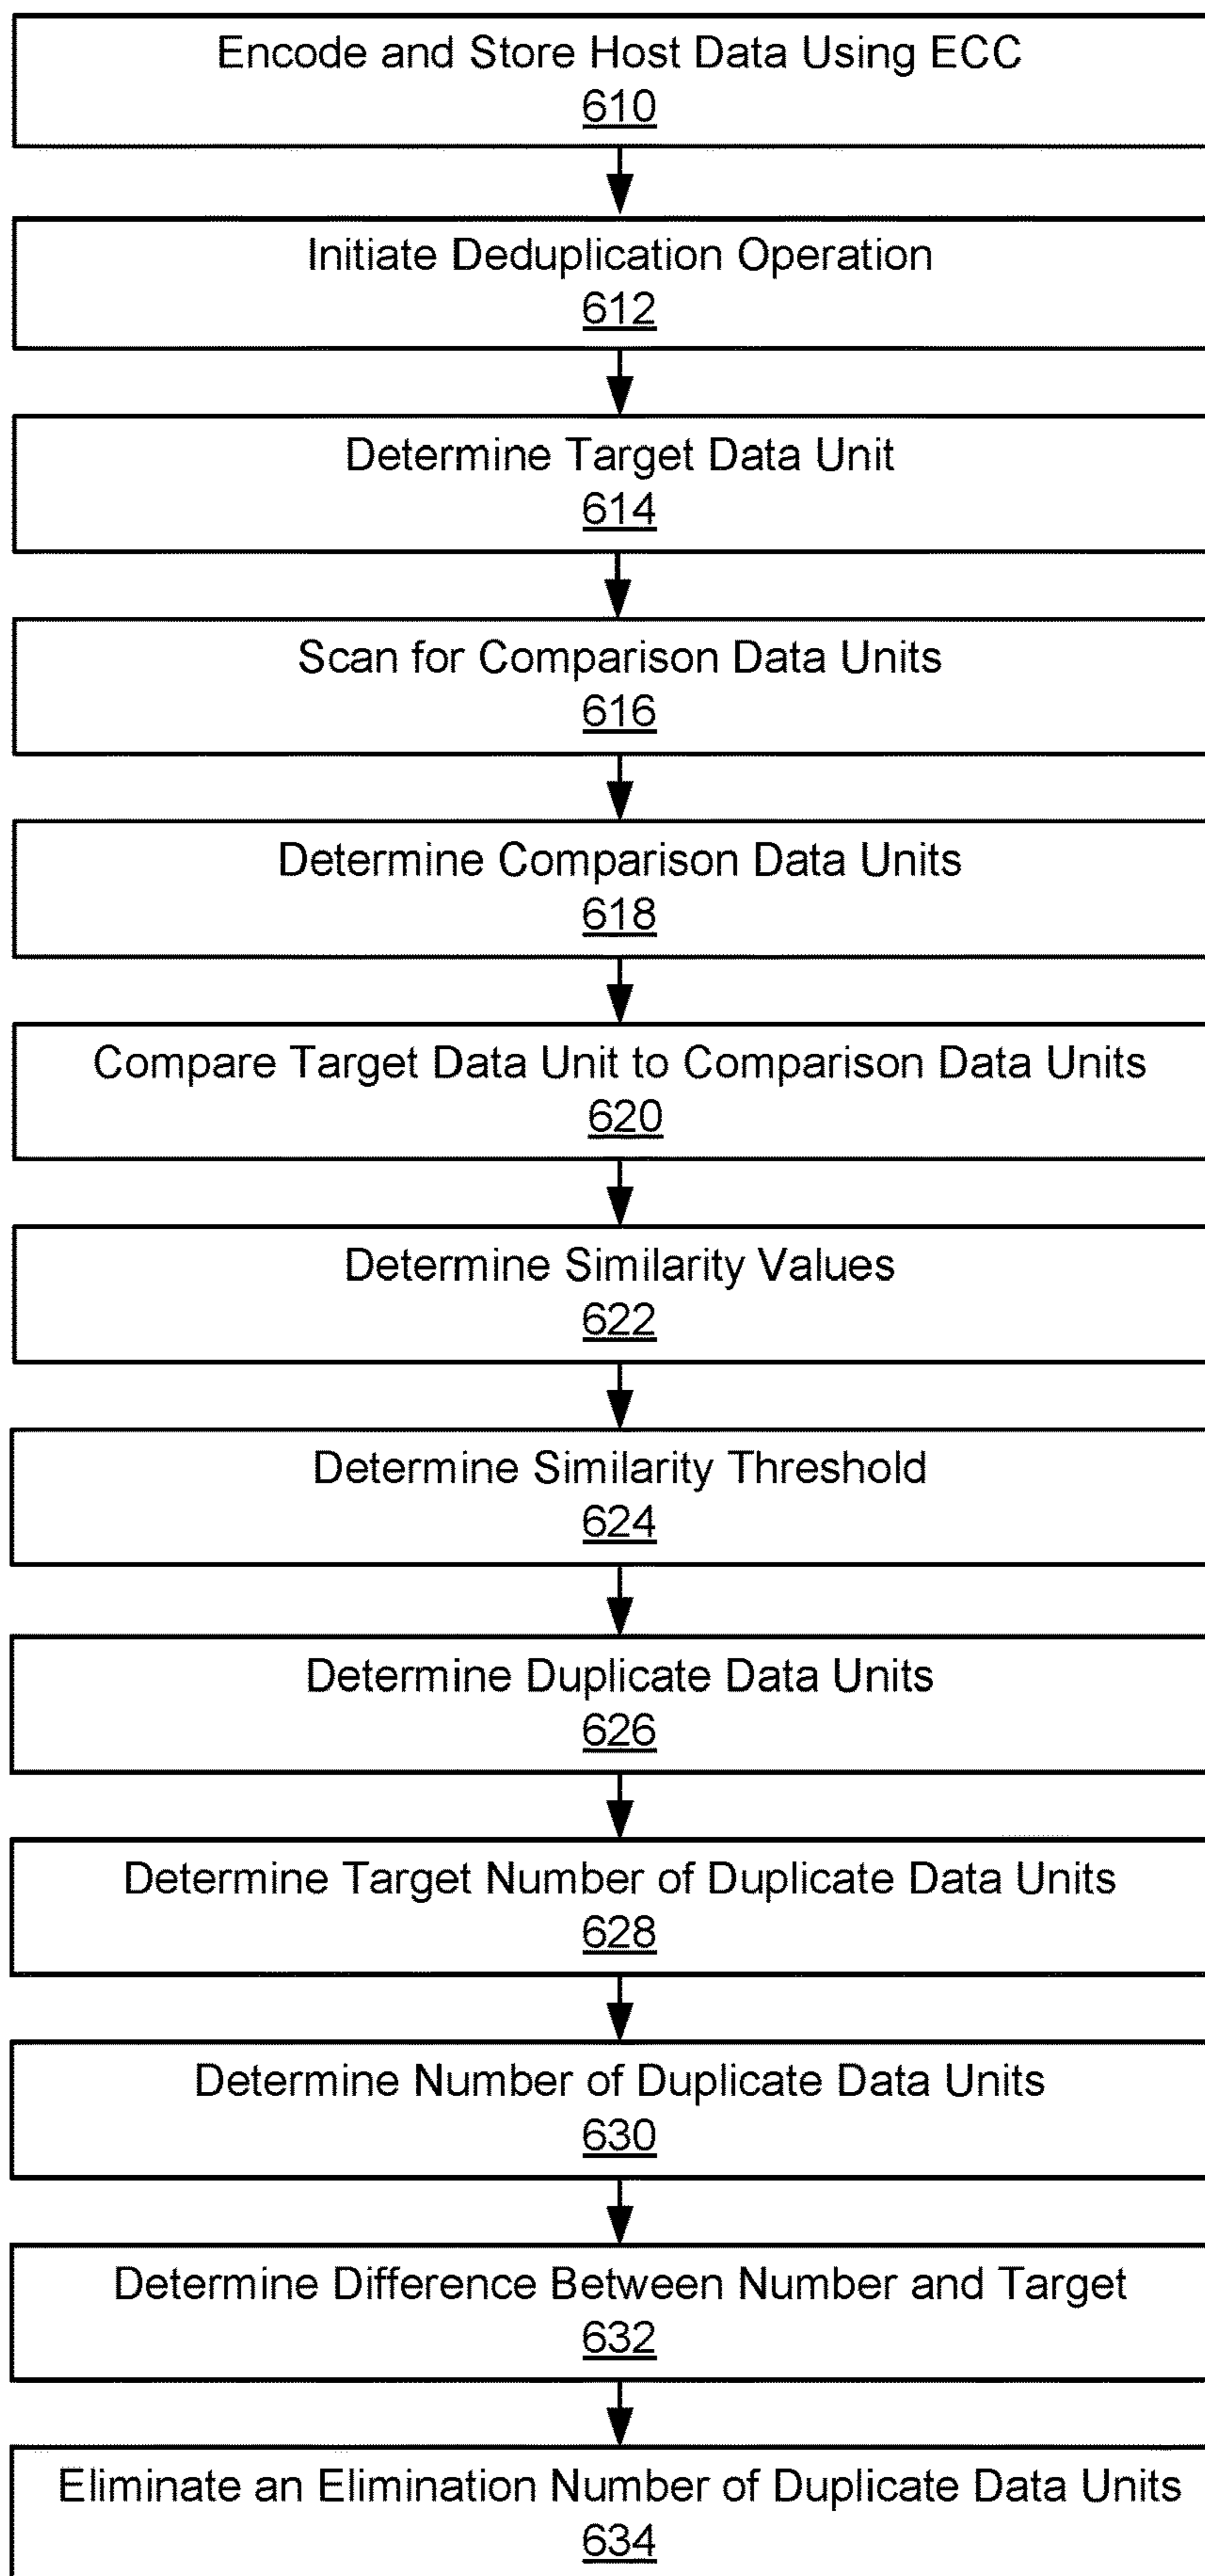 Encode and Store Host Data Using ECC
610
Initiate Deduplication Operation
612
Determine Target Data Unit
614
Scan for Comparison Data Units
616
Determine Comparison Data Units
618
Compare Target Data Unit to Comparison Data Units
620
Determine Similarity Values
622
Determine Similarity Threshold
624
Determine Duplicate Data Units
626
Determine Target Number of Duplicate Data Units
628
Determine Number of Duplicate Data Units
630
Determine Difference Between Number and Target
632
Eliminate an Elimination Number of Duplicate Data Units
634